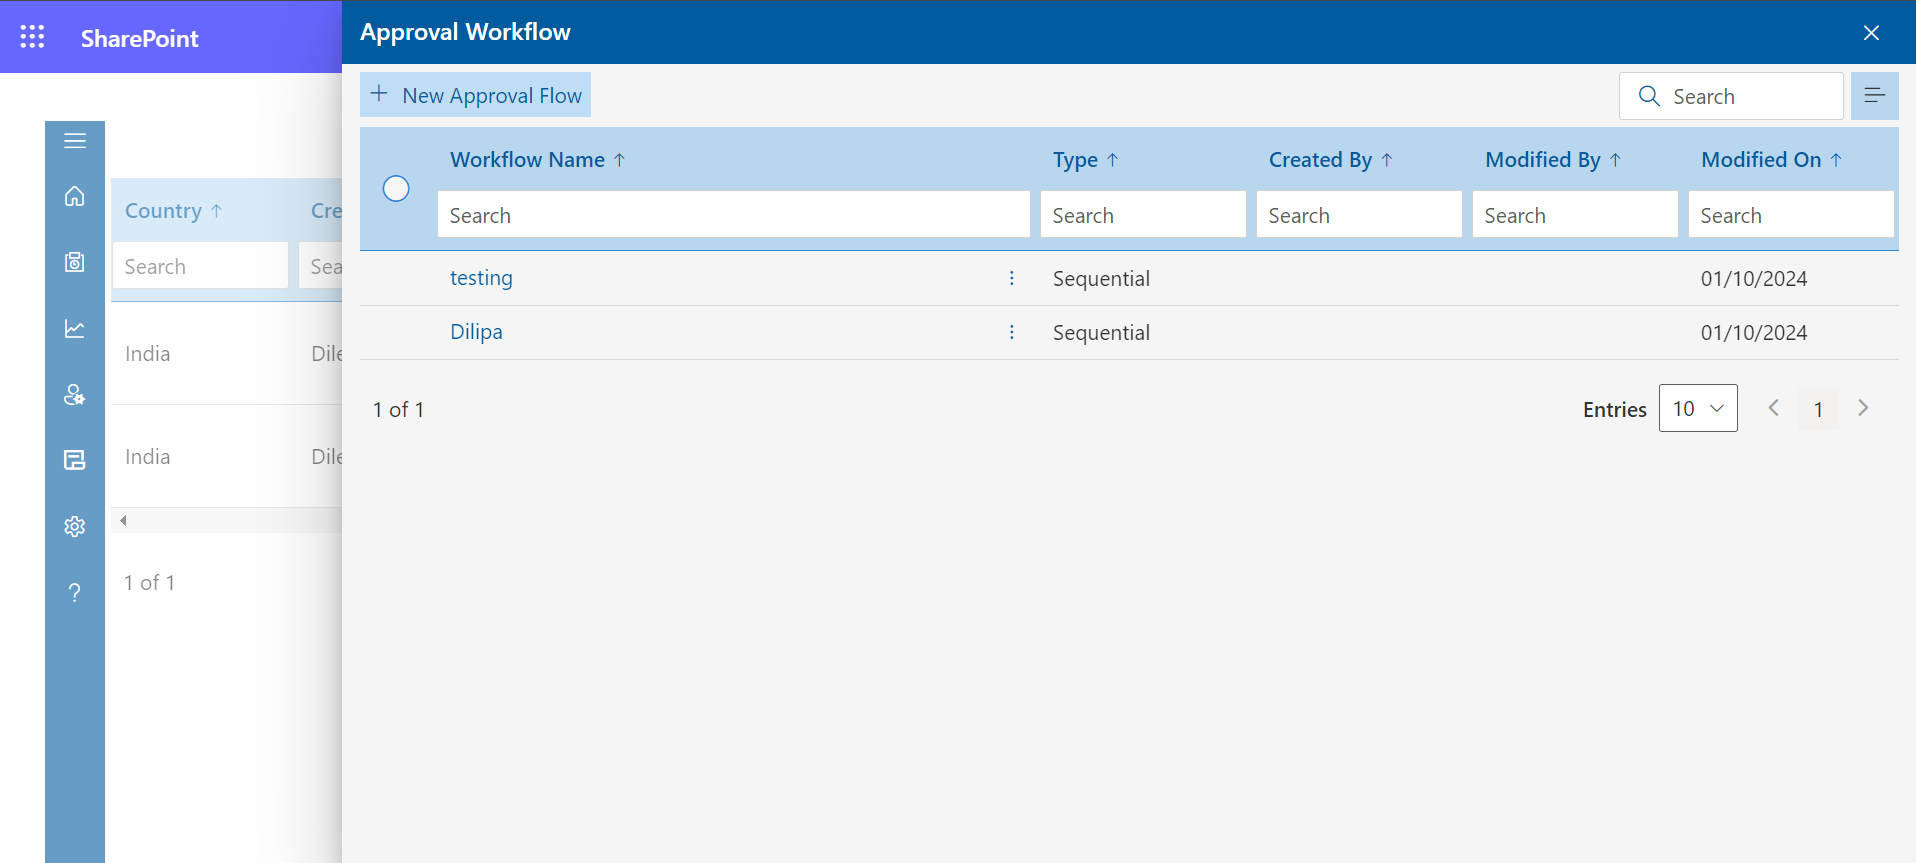 SharePoint
Approval Workflow
New Approval Flow
Search
Workflow Name
Type
Created By
Modified By
Modified On
Search
Search
Search
Search
Search
testing
Sequential
01/10/2024
Dilipa
Sequential
01/10/2024
1 of 1
Entries
10
1
Country
Cre
Search
Sea
India
Dile
India
Dile
1 of 1